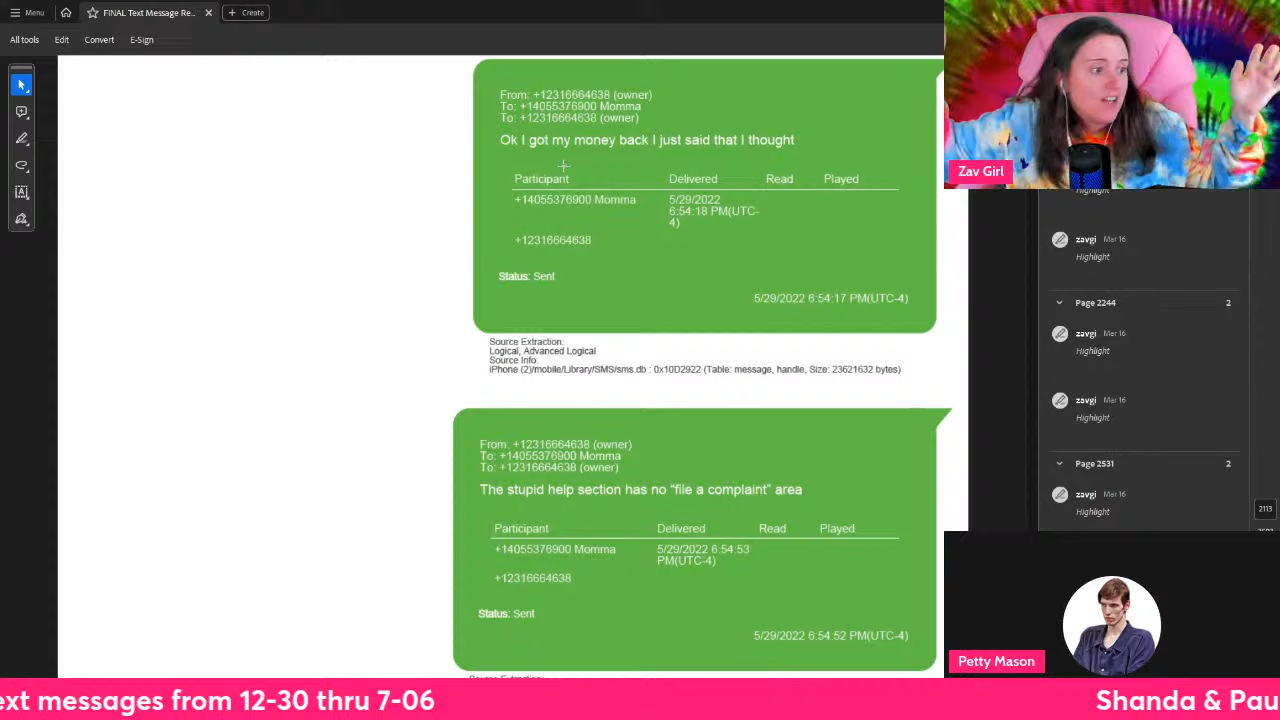 Menu
FINAL Text Message Re...
Create
All tools
Edit
Convert
E-Sign
From: +12316664638 (owner)
To: +14055376900 Momma
To: +12316664638 (owner)
Ok I got my money back I just said that I thought
Participant Delivered Read Played
+14055376900 Momma 5/29/2022
6:54:18 PM(UTC-
4)
+12316664638
Status: Sent
5/29/2022 6:54:17 PM(UTC-4)
Source Extraction:
Logical, Advanced Logical
Source Info:
iPhone (2)/mobile/Library/SMS/sms.db : 0x10D2922 (Table: message, handle, Size: 23621632 bytes)
From: +12316664638 (owner)
To: +14055376900 Momma
To: +12316664638 (owner)
The stupid help section has no “file a complaint” area
Participant Delivered Read Played
+14055376900 Momma 5/29/2022 6:54:53
PM(UTC-4)
+12316664638
Status: Sent
5/29/2022 6:54:52 PM(UTC-4)
Source Extraction:
Zav Girl
Highlight
zavgi Mar 16
Highlight
Page 2244 2
zavgi Mar 16
Highlight
zavgi Mar 16
Highlight
Page 2531 2
zavgi Mar 16
Highlight
2113
Petty Mason
ext messages from 12-30 thru 7-06
Shanda & Pau